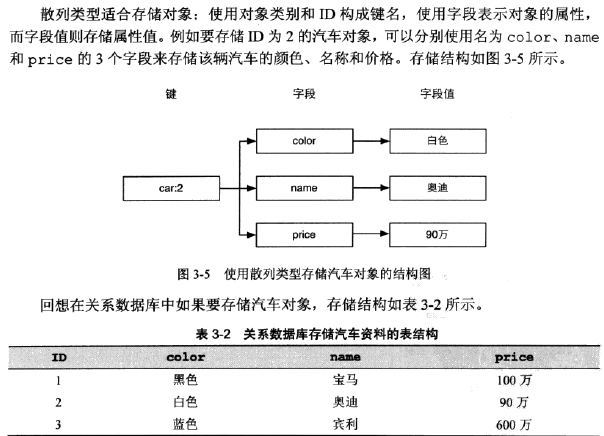 散列类型适合存储对象：使用对象类别和 ID 构成键名，使用字段表示对象的属性，
而字段值则存储属性值。例如要存储 ID 为 2 的汽车对象，可以分别使用名为 color、name
和 price 的 3 个字段来存储该辆汽车的颜色、名称和价格。存储结构如图 3-5 所示。
键 字段 字段值
color 白色
car:2 name 奥迪
price 90万
图 3-5 使用散列类型存储汽车对象的结构图
回想在关系数据库中如果要存储汽车对象，存储结构如表 3-2 所示。
表 3-2 关系数据库存储汽车资料的表结构
ID color name price
1 黑色 宝马 100 万
2 白色 奥迪 90 万
3 蓝色 宾利 600 万